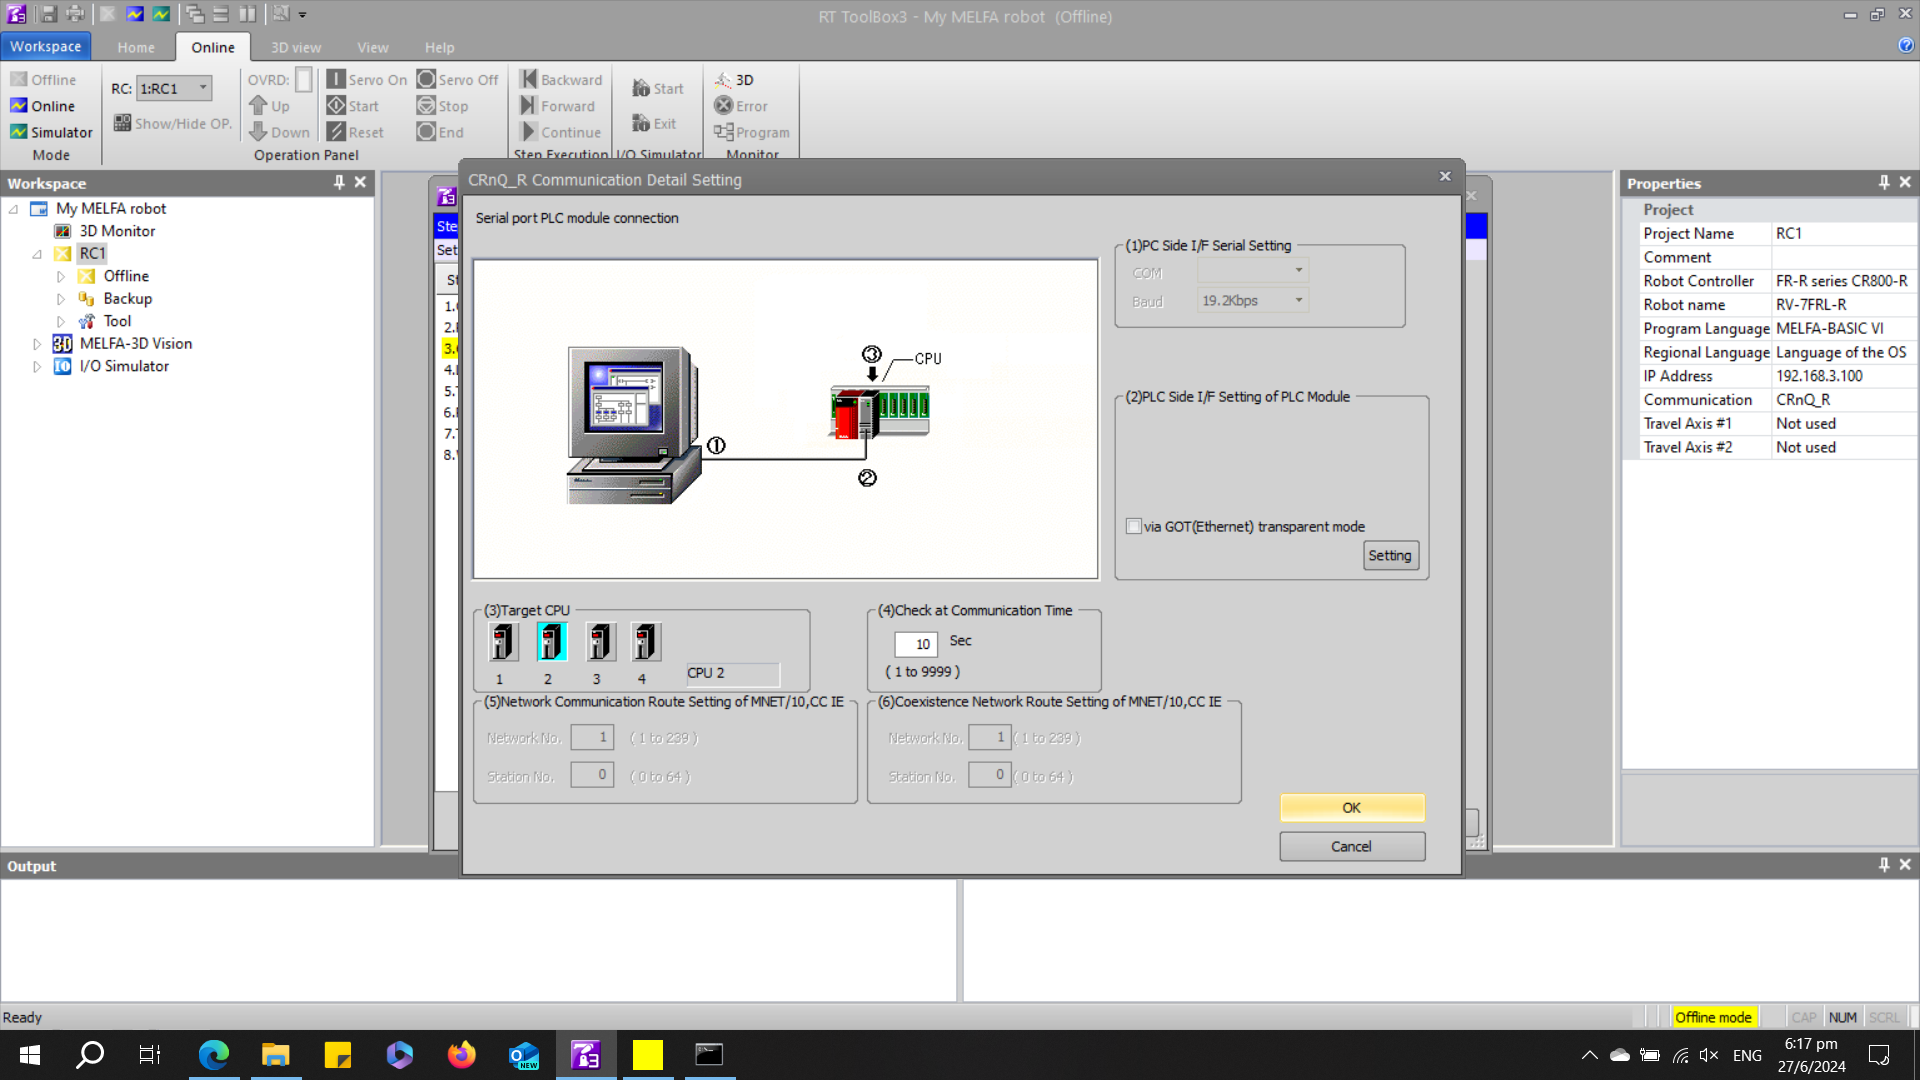 RT ToolBox3 - My MELFA robot (Offline)
Workspace
Home
Online
3D view
View
Help
Offline
Online
Simulator
Mode
RC:
1:RC1
Show/Hide OP.
OVRD:
Up
Down
Servo On
Start
Reset
Servo Off
Stop
End
Operation Panel
Backward
Forward
Continue
Step Execution
Start
Exit
I/O Simulator
3D
Error
Program
Monitor
Workspace
My MELFA robot
3D Monitor
RC1
Offline
Backup
Tool
MELFA-3D Vision
I/O Simulator
Ste
Set
St
1.
2.
3.
4.
5.
6.
7.
8.
CRnQ_R Communication Detail Setting
Serial port PLC module connection
CPU
③
①
②
(1)PC Side I/F Serial Setting
COM
Baud
19.2Kbps
(2)PLC Side I/F Setting of PLC Module
via GOT(Ethernet) transparent mode
Setting
(3)Target CPU
1
2
3
4
CPU 2
(4)Check at Communication Time
10
Sec
( 1 to 9999 )
(5)Network Communication Route Setting of MNET/10,CC IE
Network No.
1
( 1 to 239 )
Station No.
0
( 0 to 64 )
(6)Coexistence Network Route Setting of MNET/10,CC IE
Network No.
1
( 1 to 239 )
Station No.
0
( 0 to 64 )
OK
Cancel
Properties
Project
Project Name RC1
Comment
Robot Controller FR-R series CR800-R
Robot name RV-7FRL-R
Program Language MELFA-BASIC VI
Regional Language Language of the OS
IP Address 192.168.3.100
Communication CRnQ_R
Travel Axis #1 Not used
Travel Axis #2 Not used
Output
Ready
Offline mode
CAP
NUM
SCRL
NEW
ENG
6:17 pm
27/6/2024